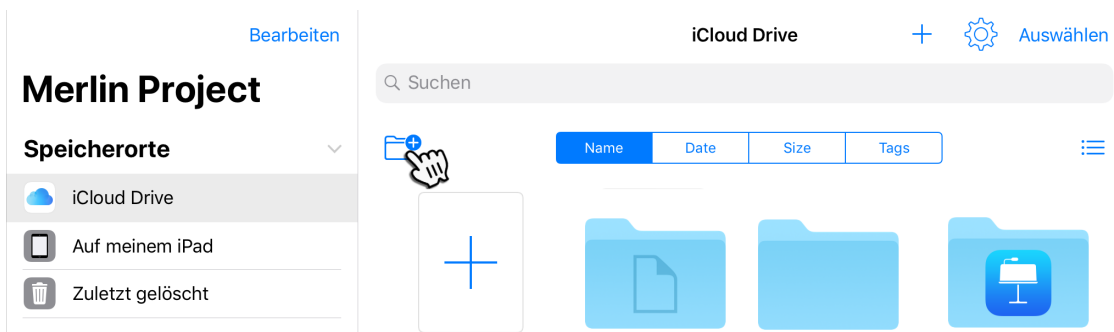 Bearbeiten
Merlin Project
Speicherorte
iCloud Drive
Auf meinem iPad
Zuletzt gelöscht
iCloud Drive
Auswählen
Suchen
Name Date Size Tags